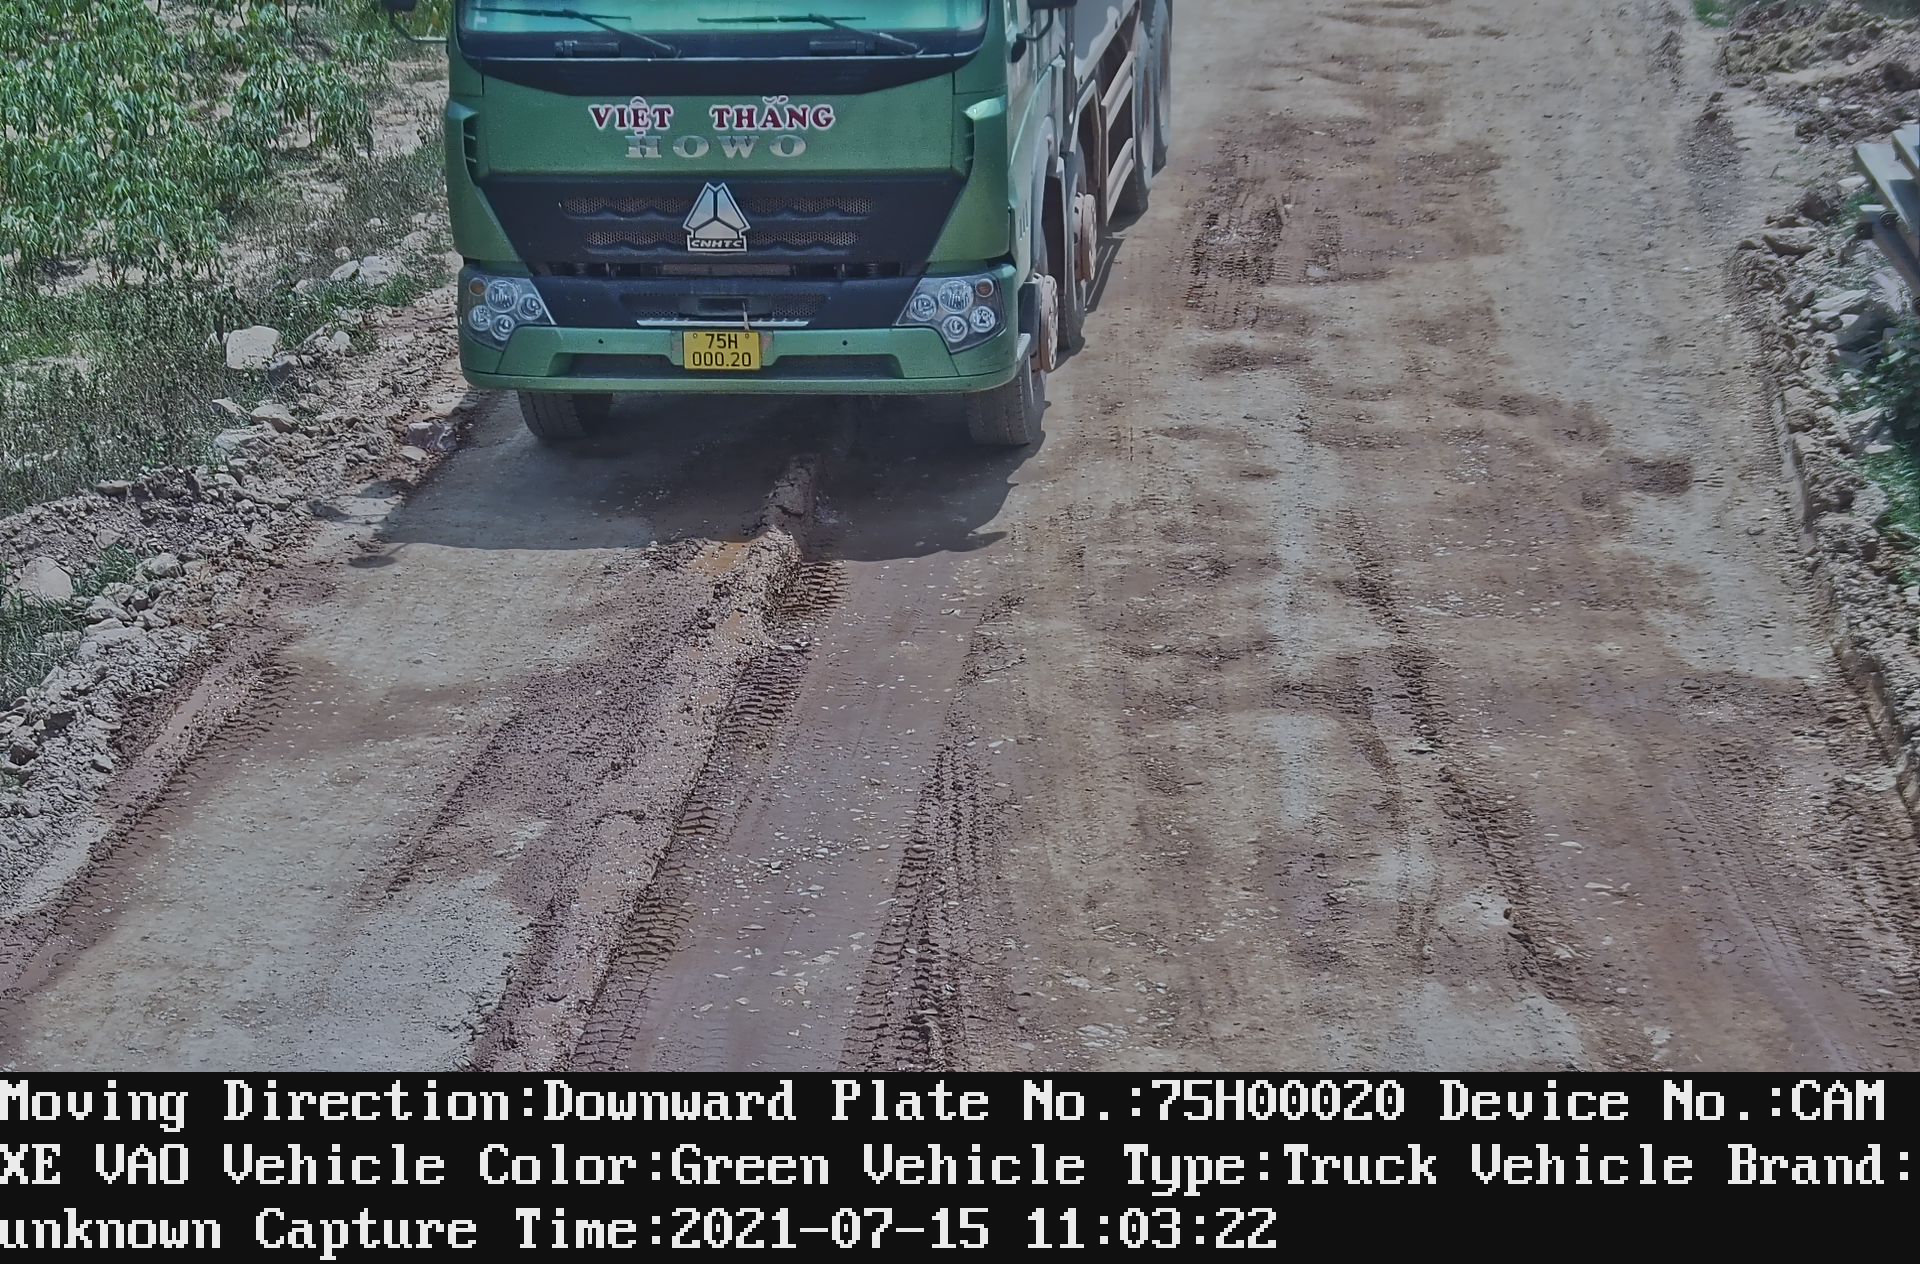 VIỆT THẮNG
HOWO
CNHTC
75H
000.20
Moving Direction:Downward Plate No.:75H00020 Device No.:CAM
XE VAO Vehicle Color:Green Vehicle Type:Truck Vehicle Brand:
unknown Capture Time:2021-07-15 11:03:22